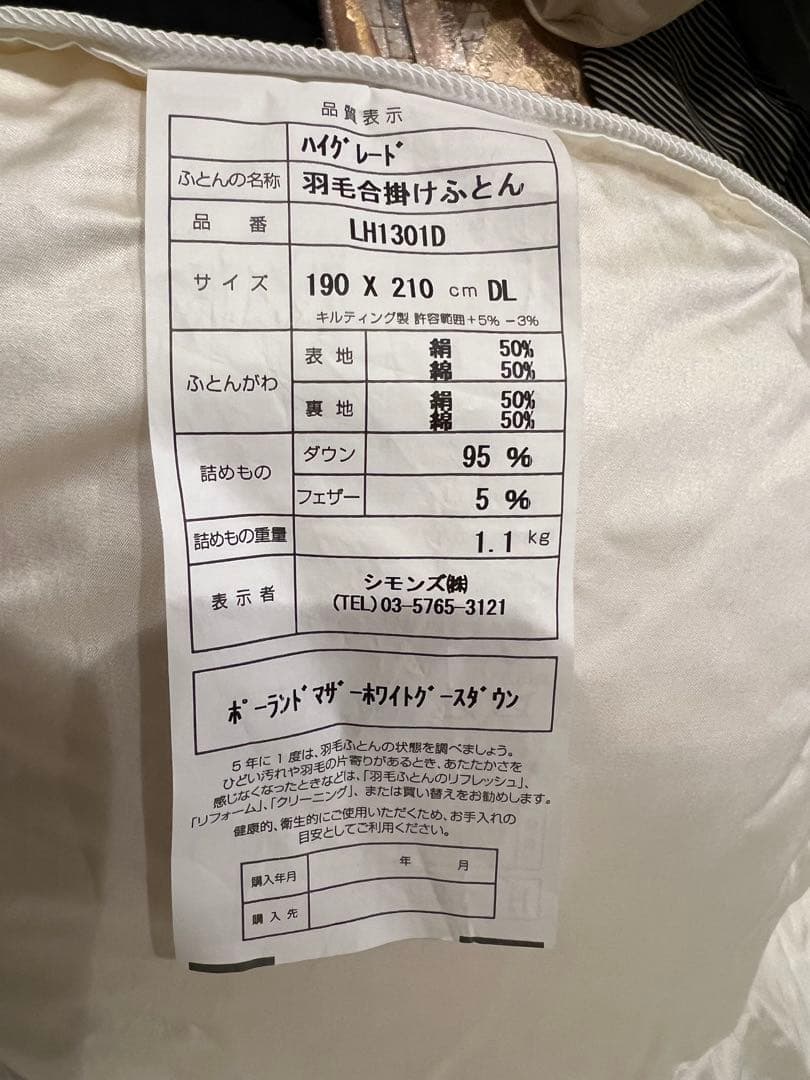 品質表示
ハイグレード
ふとんの名称 羽毛合掛けふとん
品番 LH1301D
サイズ 190 X 210 cm DL
キルティング製 許容範囲+5% −3%
ふとんがわ 表地 絹 50%
綿 50%
裏地 絹 50%
綿 50%
詰めもの ダウン 95 %
フェザー 5 %
詰めもの重量 1.1 kg
表示者 シモンズ㈱
(TEL)03-5765-3121
ポーランドマザーホワイトグースダウン
5年に1度は、羽毛ふとんの状態を調べましょう。
ひどい汚れや羽毛の片寄りがあるとき、あたたかさを
感じなくなったときなどは、「羽毛ふとんのリフレッシュ」、
「リフォーム」、「クリーニング」、または買い替えをお勧めします。
健康的、衛生的にご使用いただくため、お手入れの
目安としてご利用ください。
購入年月 年 月
購入先